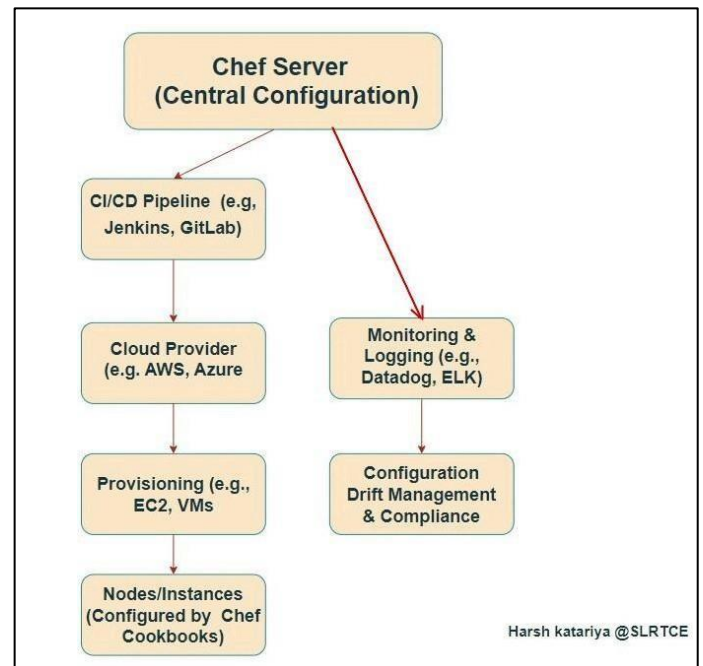 Chef Server
(Central Configuration)
CI/CD Pipeline (e.g,
Jenkins, GitLab)
Cloud Provider
(e.g. AWS, Azure
Provisioning (e.g.,
EC2, VMs
Nodes/Instances
(Configured by Chef
Cookbooks)
Monitoring &
Logging (e.g.,
Datadog, ELK)
Configuration
Drift Management
& Compliance
Harsh katariya @SLRTCE